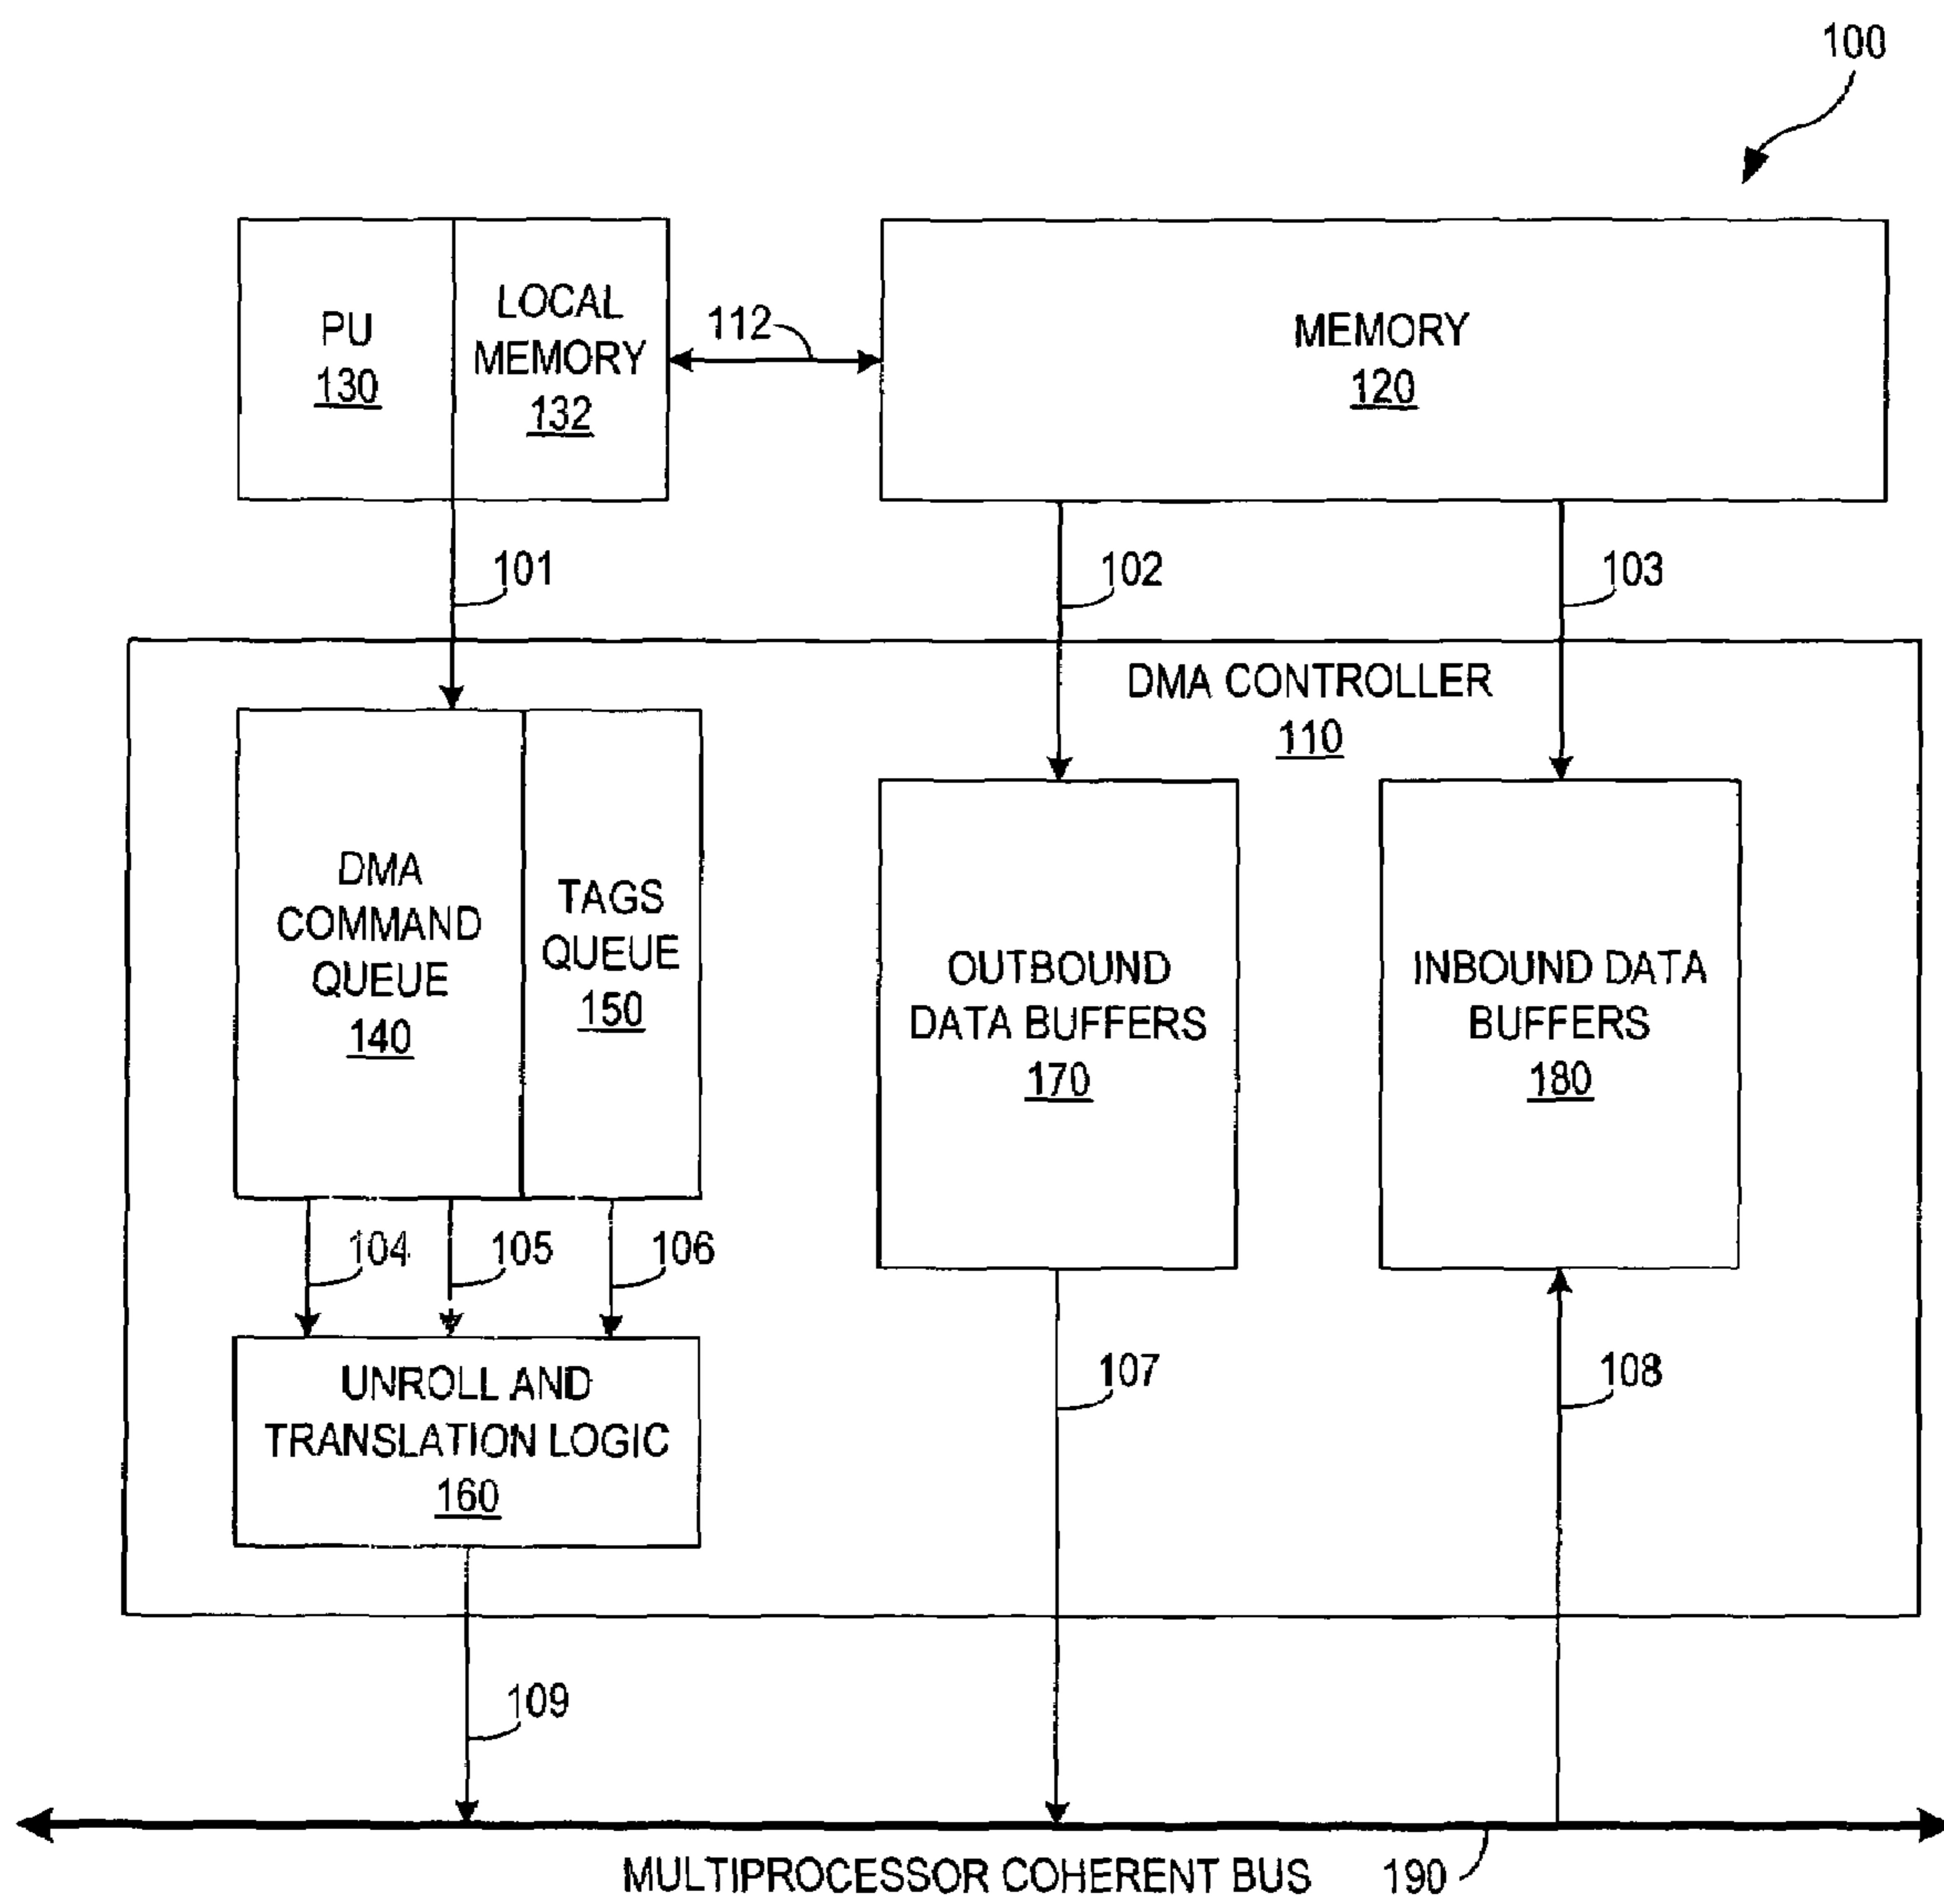 100
PU
130
LOCAL
MEMORY
132
112
MEMORY
120
101
102
103
DMA CONTROLLER
110
DMA
COMMAND
QUEUE
140
TAGS
QUEUE
150
OUTBOUND
DATA BUFFERS
170
INBOUND DATA
BUFFERS
180
104
105
106
UNROLL AND
TRANSLATION LOGIC
160
107
108
109
MULTIPROCESSOR COHERENT BUS
190